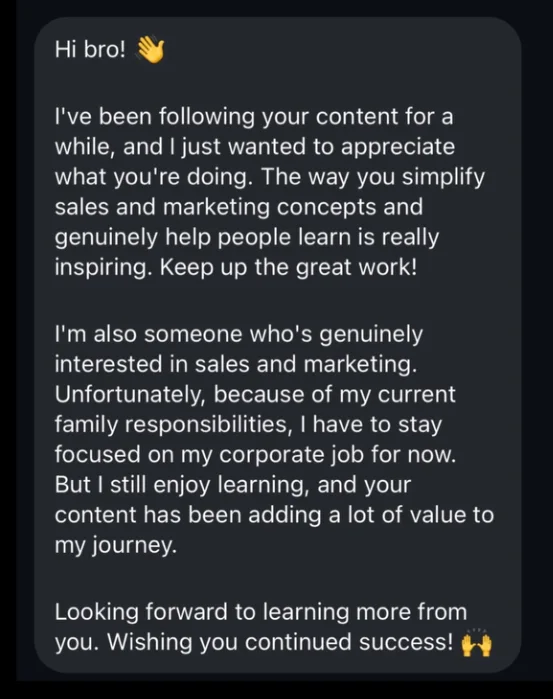 Hi bro! 👋
I've been following your content for a
while, and I just wanted to appreciate
what you're doing. The way you simplify
sales and marketing concepts and
genuinely help people learn is really
inspiring. Keep up the great work!
I'm also someone who's genuinely
interested in sales and marketing.
Unfortunately, because of my current
family responsibilities, I have to stay
focused on my corporate job for now.
But I still enjoy learning, and your
content has been adding a lot of value to
my journey.
Looking forward to learning more from
you. Wishing you continued success! 🙌